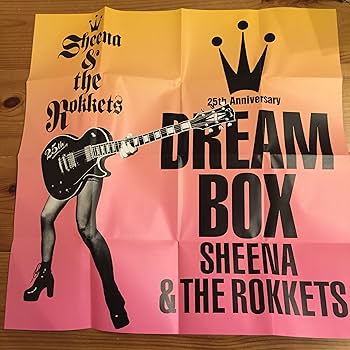 Sheena
&
the
Rokkets
25th Anniversary
DREAM
BOX
SHEENA
& THE ROKKETS
25th